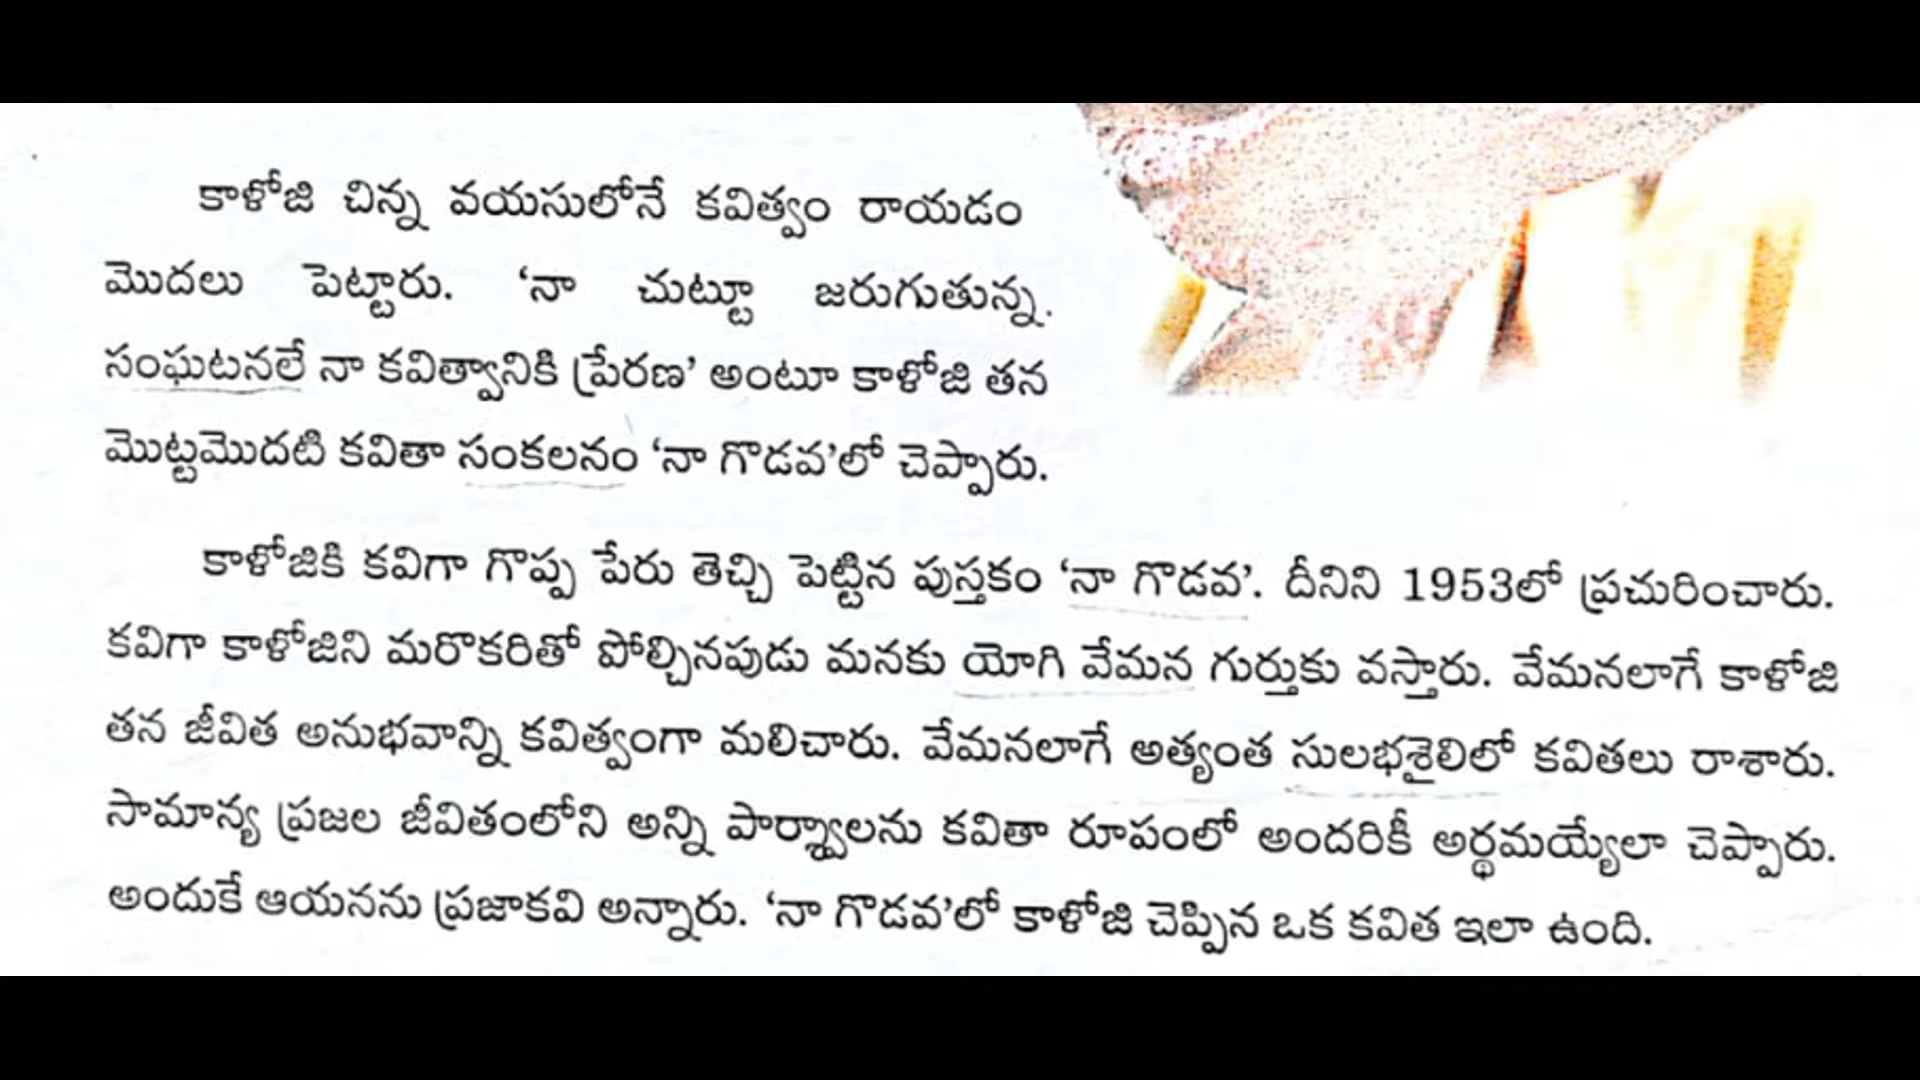 కాళోజి చిన్న వయసులోనే కవిత్వం రాయడం
మొదలు పెట్టారు. ‘నా చుట్టూ జరుగుతున్న
సంఘటనలే నా కవిత్వానికి ప్రేరణ’ అంటూ కాళోజి తన
మొట్టమొదటి కవితా సంకలనం ‘నా గొడవ’లో చెప్పారు.
కాళోజికి కవిగా గొప్ప పేరు తెచ్చి పెట్టిన పుస్తకం ‘నా గొడవ’. దీనిని 1953లో ప్రచురించారు.
కవిగా కాళోజిని మరొకరితో పోల్చినపుడు మనకు యోగి వేమన గుర్తుకు వస్తారు. వేమనలాగే కాళోజి
తన జీవిత అనుభవాన్ని కవిత్వంగా మలిచారు. వేమనలాగే అత్యంత సులభశైలిలో కవితలు రాశారు.
సామాన్య ప్రజల జీవితంలోని అన్ని పార్శ్వాలను కవితా రూపంలో అందరికీ అర్థమయ్యేలా చెప్పారు.
అందుకే ఆయనను ప్రజాకవి అన్నారు. ‘నా గొడవ’లో కాళోజి చెప్పిన ఒక కవిత ఇలా ఉంది.